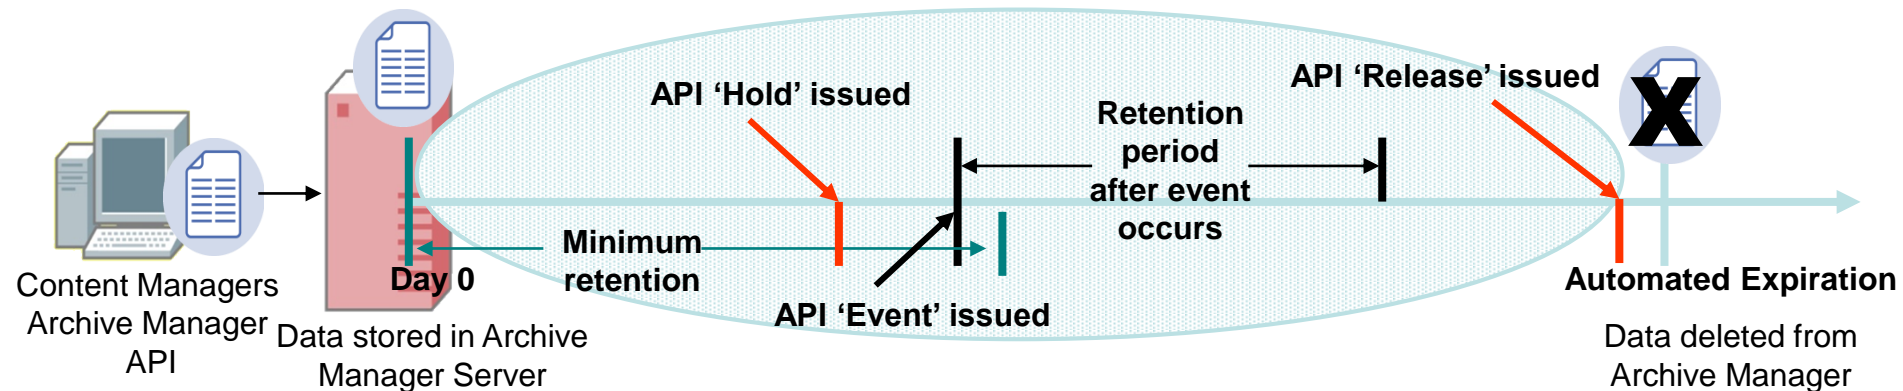 Content Managers
Archive Manager
API
Data stored in Archive
Manager Server
Day 0
Minimum
retention
API ‘Hold’ issued
API ‘Event’ issued
Retention
period
after event
occurs
API ‘Release’ issued
X
Automated Expiration
Data deleted from
Archive Manager